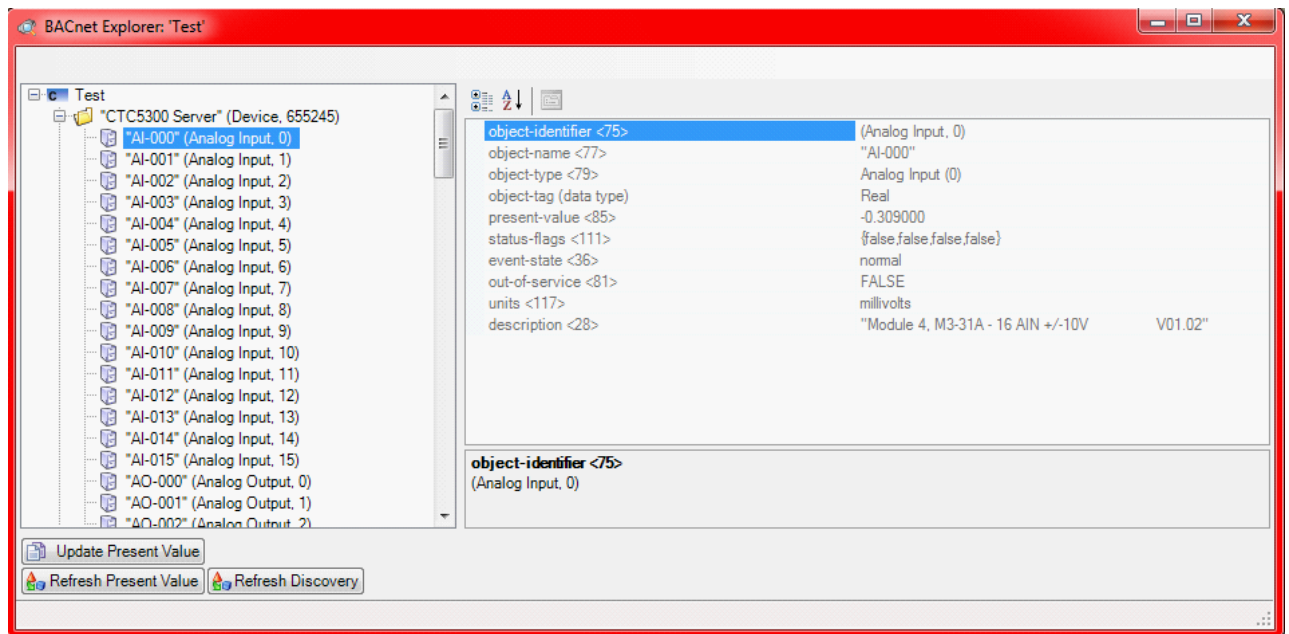 BACnet Explorer: 'Test'
Test
"CTC5300 Server" (Device, 655245)
"AI-000" (Analog Input, 0)
"AI-001" (Analog Input, 1)
"AI-002" (Analog Input, 2)
"AI-003" (Analog Input, 3)
"AI-004" (Analog Input, 4)
"AI-005" (Analog Input, 5)
"AI-006" (Analog Input, 6)
"AI-007" (Analog Input, 7)
"AI-008" (Analog Input, 8)
"AI-009" (Analog Input, 9)
"AI-010" (Analog Input, 10)
"AI-011" (Analog Input, 11)
"AI-012" (Analog Input, 12)
"AI-013" (Analog Input, 13)
"AI-014" (Analog Input, 14)
"AI-015" (Analog Input, 15)
"AO-000" (Analog Output, 0)
"AO-001" (Analog Output, 1)
"AO-002" (Analog Output, 2)
object-identifier <75> (Analog Input, 0)
object-name <77> "AI-000"
object-type <79> Analog Input (0)
object-tag (data type) Real
present-value <85> -0.309000
status-flags <111> {false,false,false,false}
event-state <36> normal
out-of-service <81> FALSE
units <117> millivolts
description <28> "Module 4, M3-31A - 16 AIN +/-10V V01.02"
object-identifier <75>
(Analog Input, 0)
Update Present Value
Refresh Present Value Refresh Discovery